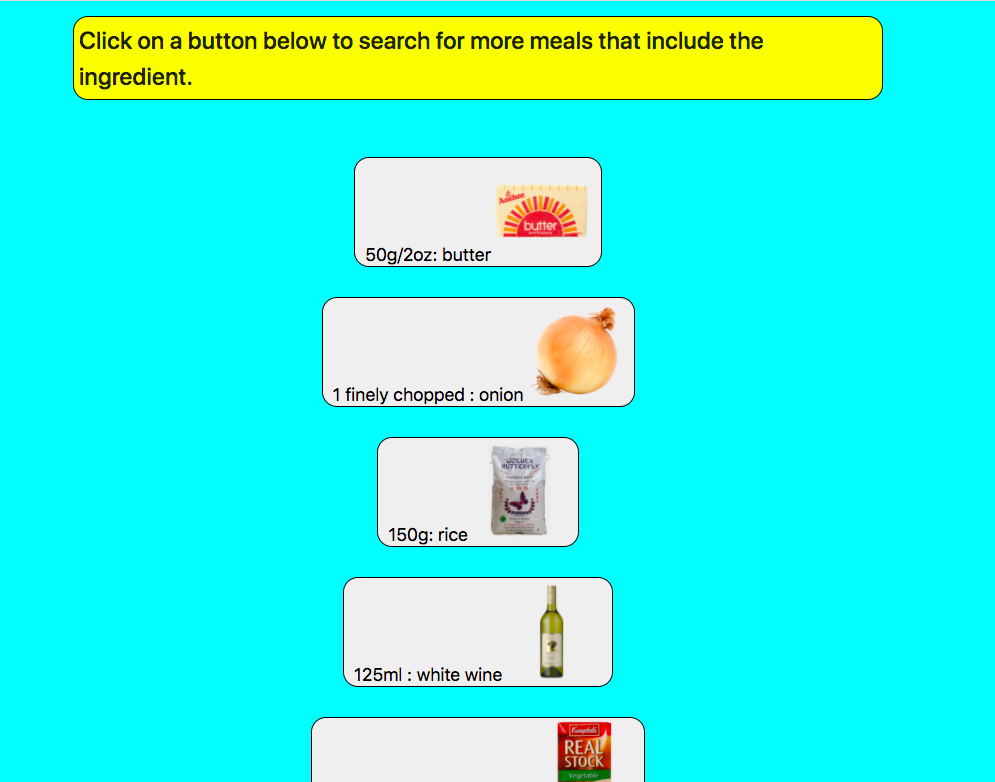 Click on a button below to search for more meals that include the
ingredient.
Anchor
butter
50g/2oz: butter
1 finely chopped : onion
GOLDEN
BUTTERFLY
150g: rice
125ml : white wine
Campbell's
REAL
STOCK
Vegetable